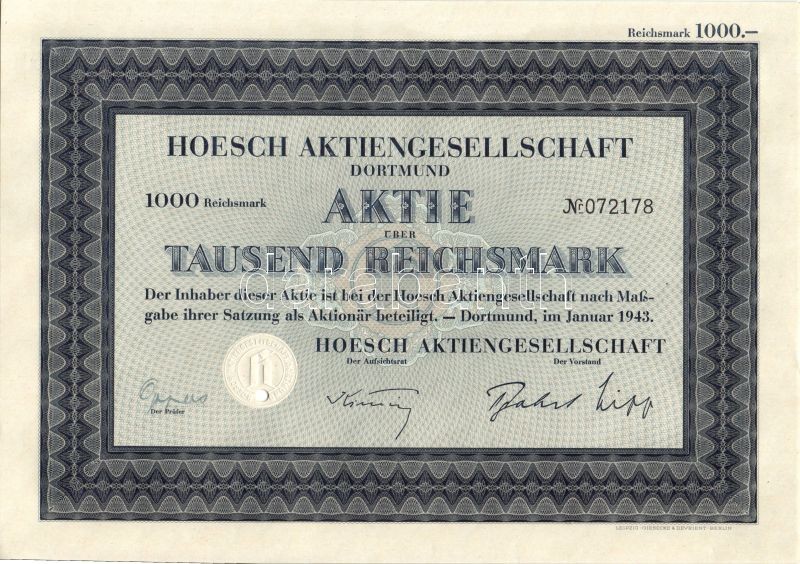 Reichsmark 1000.—
HOESCH AKTIENGESELLSCHAFT
DORTMUND
1000 Reichsmark
AKTIE
№ 072178
ÜBER
TAUSEND REICHSMARK
darabanth
Der Inhaber dieser Aktie ist bei der Hoesch Aktiengesellschaft nach Maß-
gabe ihrer Satzung als Aktionär beteiligt. — Dortmund, im Januar 1943.
HOESCH AKTIENGESELLSCHAFT
Der Aufsichtsrat
Der Vorstand
Der Prüfer
LEIPZIG · GIESECKE & DEVRIENT · BERLIN